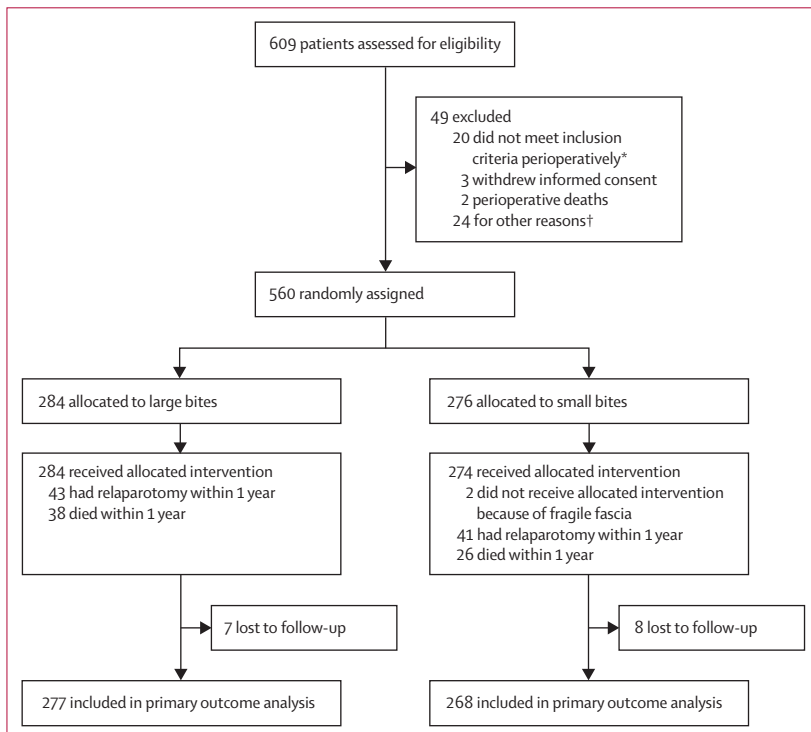 609 patients assessed for eligibility
49 excluded
20 did not meet inclusion
criteria perioperatively*
3 withdrew informed consent
2 perioperative deaths
24 for other reasons†
560 randomly assigned
284 allocated to large bites
276 allocated to small bites
284 received allocated intervention
43 had relaparotomy within 1 year
38 died within 1 year
274 received allocated intervention
2 did not receive allocated intervention
because of fragile fascia
41 had relaparotomy within 1 year
26 died within 1 year
7 lost to follow-up
8 lost to follow-up
277 included in primary outcome analysis
268 included in primary outcome analysis